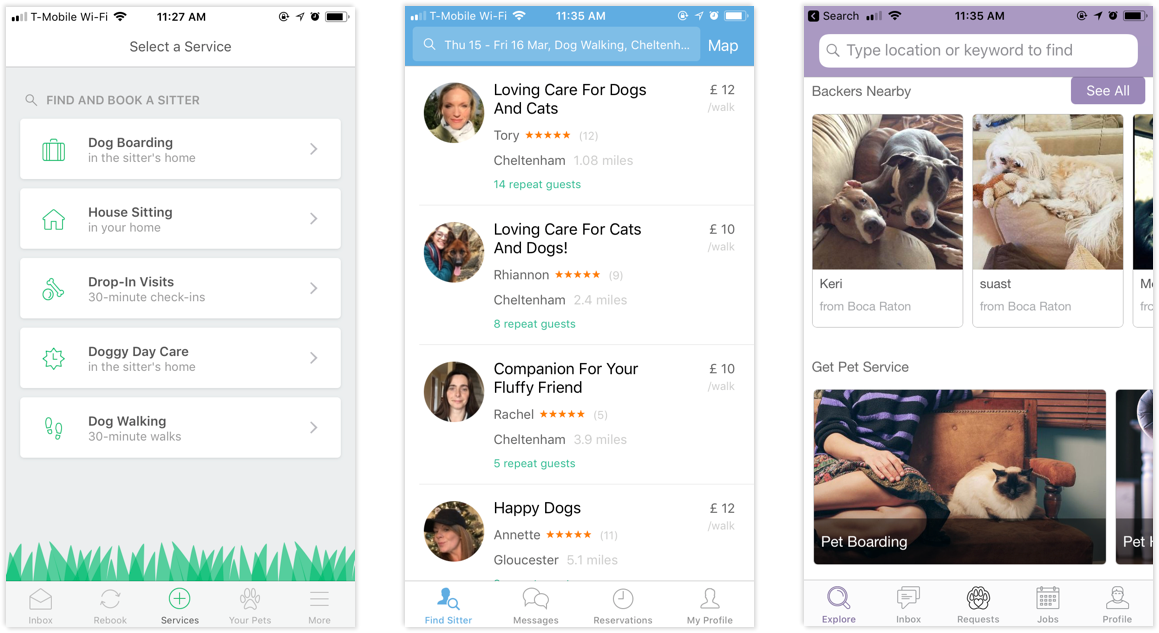 T-Mobile Wi-Fi 11:27 AM
Select a Service
FIND AND BOOK A SITTER
Dog Boarding
in the sitter's home
House Sitting
in your home
Drop-In Visits
30-minute check-ins
Doggy Day Care
in the sitter's home
Dog Walking
30-minute walks
Inbox Rebook Services Your Pets More
T-Mobile Wi-Fi 11:35 AM
Thu 15 - Fri 16 Mar, Dog Walking, Cheltenh... Map
Loving Care For Dogs £ 12
And Cats /walk
Tory (12)
Cheltenham 1.08 miles
14 repeat guests
Loving Care For Cats £ 10
And Dogs! /walk
Rhiannon (9)
Cheltenham 2.4 miles
8 repeat guests
Companion For Your £ 10
Fluffy Friend /walk
Rachel (5)
Cheltenham 3.9 miles
5 repeat guests
Happy Dogs £ 12
/walk
Annette (11)
Gloucester 5.1 miles
Find Sitter Messages Reservations My Profile
Search 11:35 AM
Type location or keyword to find
Backers Nearby See All
Keri suast
from Boca Raton from Boca Raton
Get Pet Service
Pet Boarding Pet
Explore Inbox Requests Jobs Profile